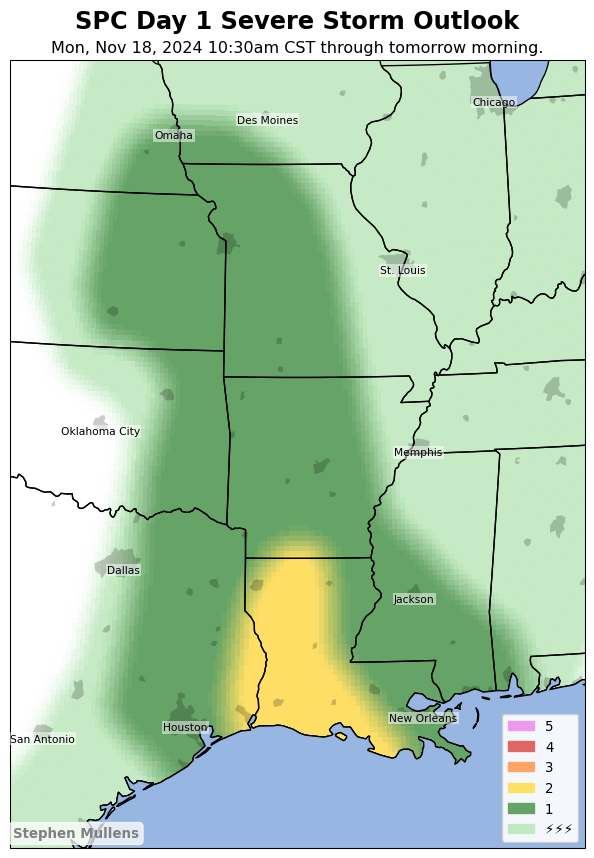 SPC Day 1 Severe Storm Outlook
Mon, Nov 18, 2024 10:30am CST through tomorrow morning.
Chicago
Des Moines
Omaha
St. Louis
Oklahoma City
Memphis
Dallas
Jackson
New Orleans
Houston
San Antonio
5
4
3
2
1
⚡⚡⚡
Stephen Mullens